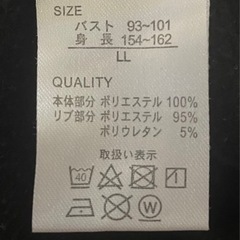 SIZE
バスト 93~101
身 長 154~162
LL
QUALITY
本体部分 ポリエステル 100%
リブ部分 ポリエステル 95%
ポリウレタン 5%
取扱い表示
40
W